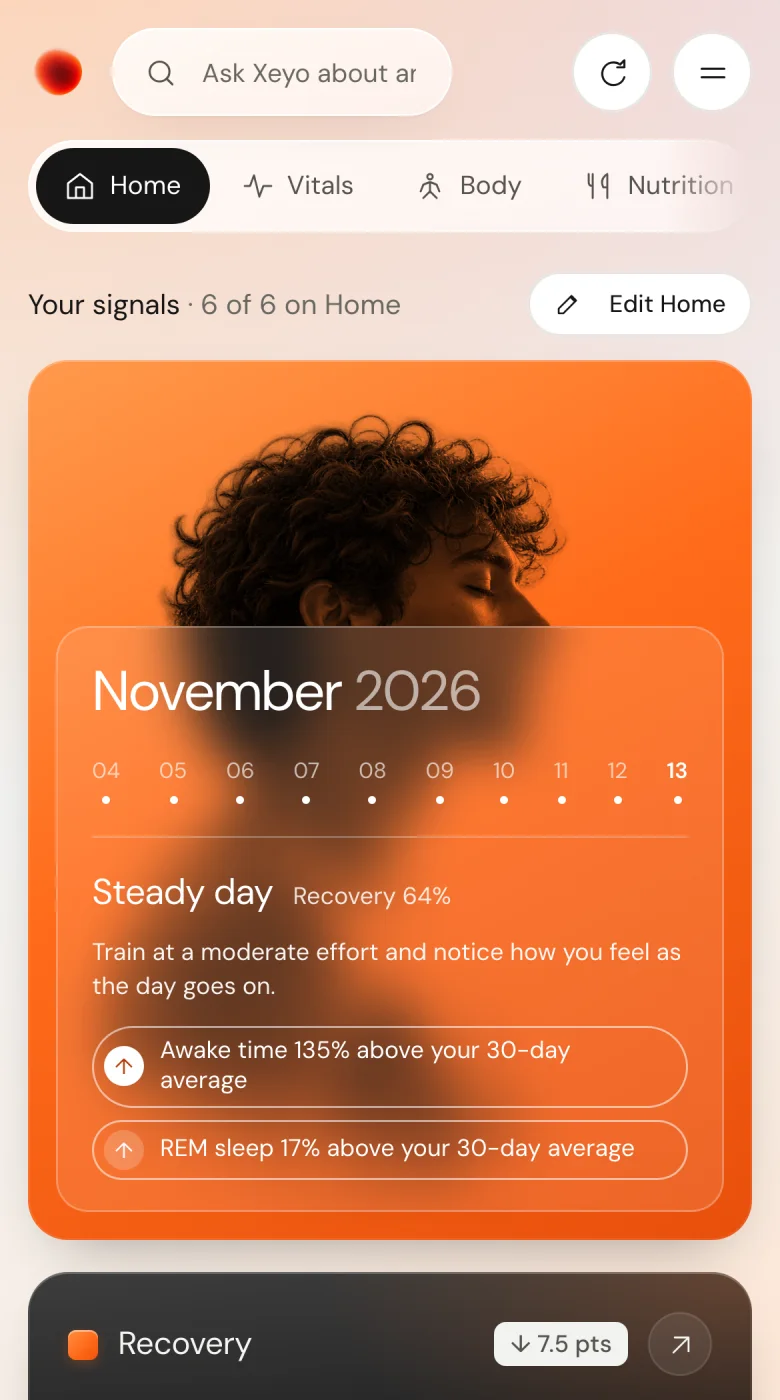 Ask Xeyo about ar
Home Vitals Body Nutrition
Your signals · 6 of 6 on Home Edit Home
November 2026
04 05 06 07 08 09 10 11 12 13
Steady day Recovery 64%
Train at a moderate effort and notice how you feel as
the day goes on.
Awake time 135% above your 30-day
average
REM sleep 17% above your 30-day average
Recovery ↓ 7.5 pts